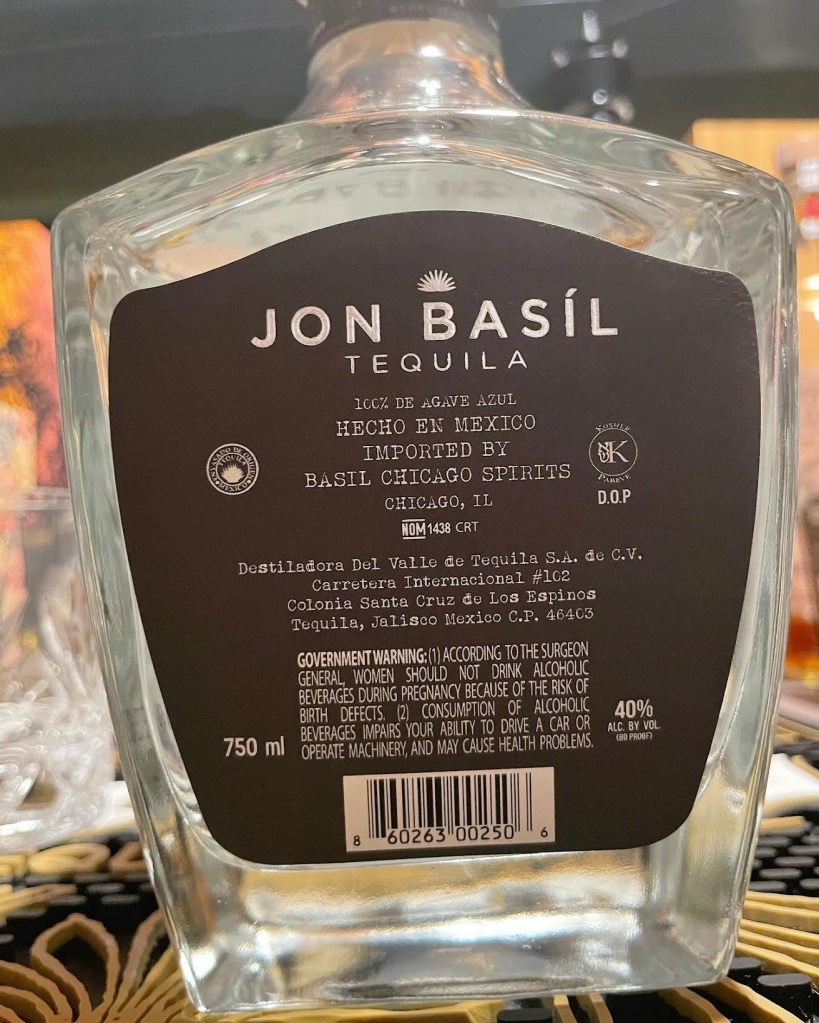 JON BASÍL
TEQUILA
100% DE AGAVE AZUL
HECHO EN MEXICO
IMPORTED BY
BASIL CHICAGO SPIRITS
CHICAGO, IL
NOM 1438 CRT
KOSHER
K
PAREVE
D.O.P
Destiladora Del Valle de Tequila S.A. de C.V.
Carretera Internacional #102
Colonia Santa Cruz de Los Espinos
Tequila, Jalisco Mexico C.P. 46403
GOVERNMENT WARNING: (1) ACCORDING TO THE SURGEON
GENERAL, WOMEN SHOULD NOT DRINK ALCOHOLIC
BEVERAGES DURING PREGNANCY BECAUSE OF THE RISK OF
BIRTH DEFECTS. (2) CONSUMPTION OF ALCOHOLIC
BEVERAGES IMPAIRS YOUR ABILITY TO DRIVE A CAR OR
OPERATE MACHINERY, AND MAY CAUSE HEALTH PROBLEMS.
750 ml
40%
ALC. BY VOL.
(80 PROOF)
8 60263 00250 6